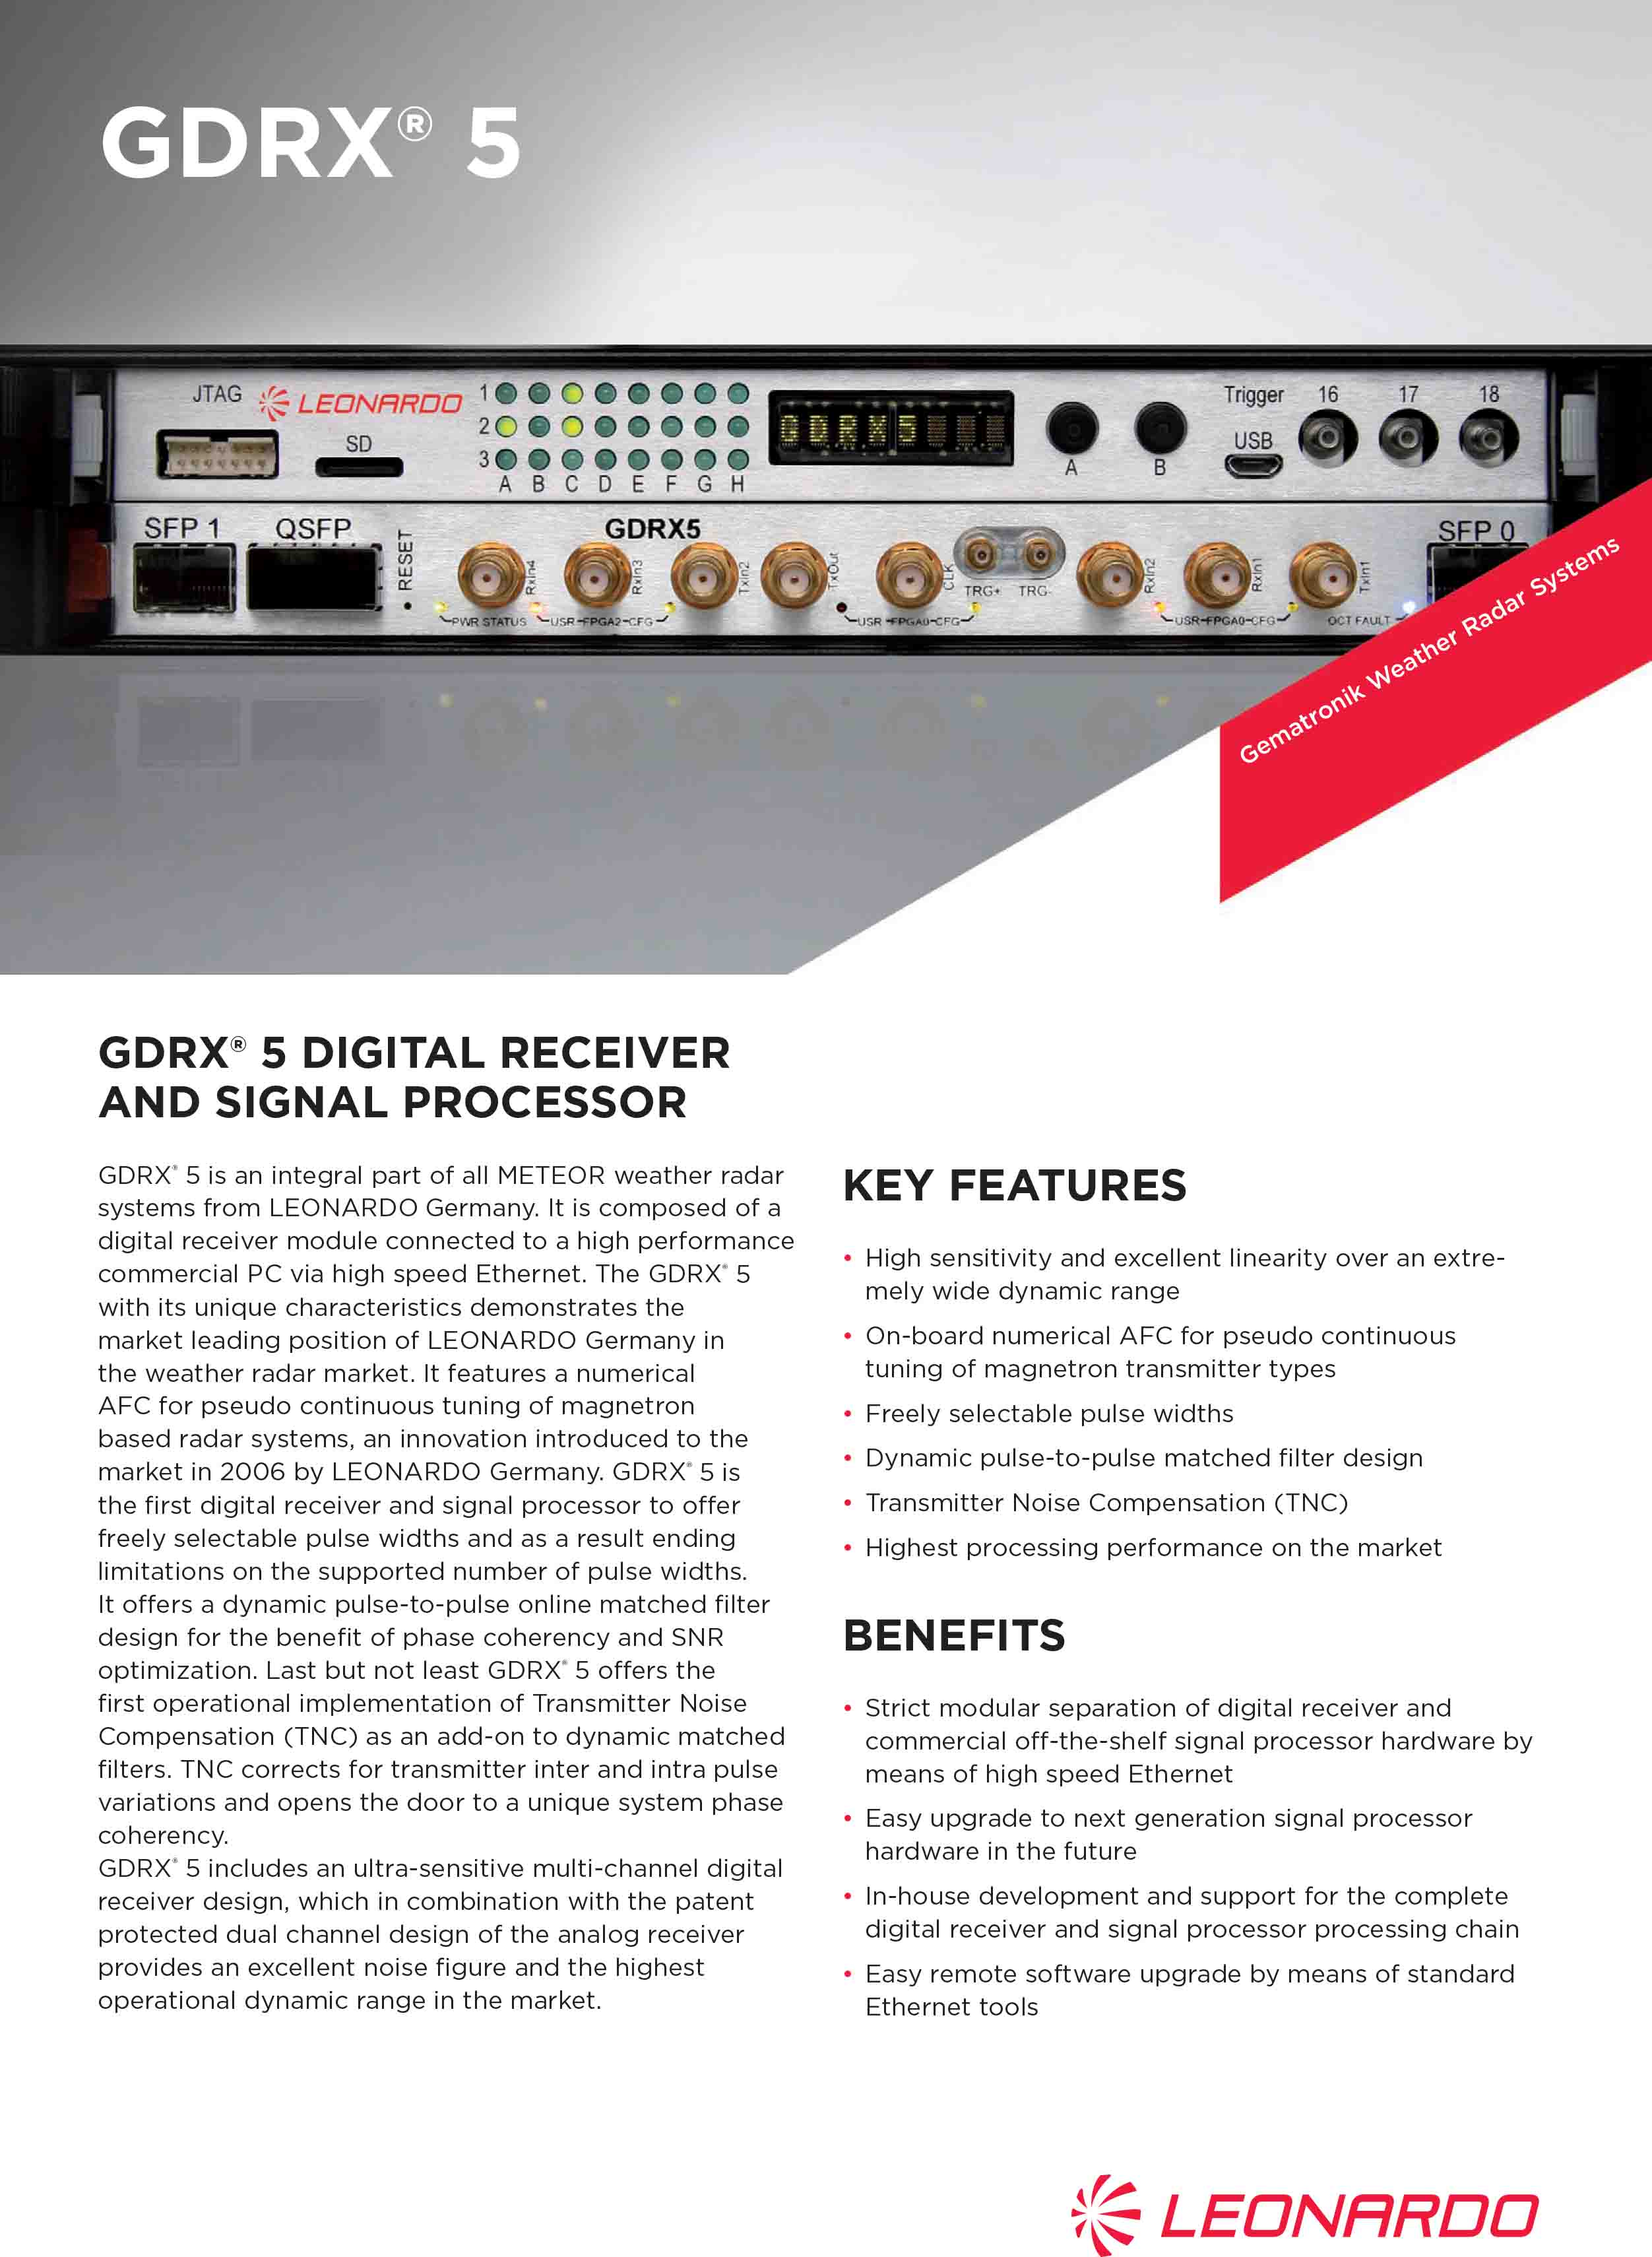 GDRX® 5
JTAG
LEONARDO
SD
1
2
3
A B C D E F G H
GDRX5
A
B
Trigger
16
17
18
USB
SFP 1
QSFP
RESET
GDRX5
RxIn4
RxIn3
TxIn2
TxOut
CLK
TRG+
TRG-
RxIn2
RxIn1
TxIn1
SFP 0
PWR STATUS
USR-FPGA2-CFG
USR-FPGA0-CFG
USR-FPGA0-CFG
OCT FAULT
Gematronik Weather Radar Systems
GDRX® 5 DIGITAL RECEIVER
AND SIGNAL PROCESSOR
GDRX® 5 is an integral part of all METEOR weather radar
systems from LEONARDO Germany. It is composed of a
digital receiver module connected to a high performance
commercial PC via high speed Ethernet. The GDRX® 5
with its unique characteristics demonstrates the
market leading position of LEONARDO Germany in
the weather radar market. It features a numerical
AFC for pseudo continuous tuning of magnetron
based radar systems, an innovation introduced to the
market in 2006 by LEONARDO Germany. GDRX® 5 is
the first digital receiver and signal processor to offer
freely selectable pulse widths and as a result ending
limitations on the supported number of pulse widths.
It offers a dynamic pulse-to-pulse online matched filter
design for the benefit of phase coherency and SNR
optimization. Last but not least GDRX® 5 offers the
first operational implementation of Transmitter Noise
Compensation (TNC) as an add-on to dynamic matched
filters. TNC corrects for transmitter inter and intra pulse
variations and opens the door to a unique system phase
coherency.
GDRX® 5 includes an ultra-sensitive multi-channel digital
receiver design, which in combination with the patent
protected dual channel design of the analog receiver
provides an excellent noise figure and the highest
operational dynamic range in the market.
KEY FEATURES
• High sensitivity and excellent linearity over an extre-
mely wide dynamic range
• On-board numerical AFC for pseudo continuous
tuning of magnetron transmitter types
• Freely selectable pulse widths
• Dynamic pulse-to-pulse matched filter design
• Transmitter Noise Compensation (TNC)
• Highest processing performance on the market
BENEFITS
• Strict modular separation of digital receiver and
commercial off-the-shelf signal processor hardware by
means of high speed Ethernet
• Easy upgrade to next generation signal processor
hardware in the future
• In-house development and support for the complete
digital receiver and signal processor processing chain
• Easy remote software upgrade by means of standard
Ethernet tools
LEONARDO